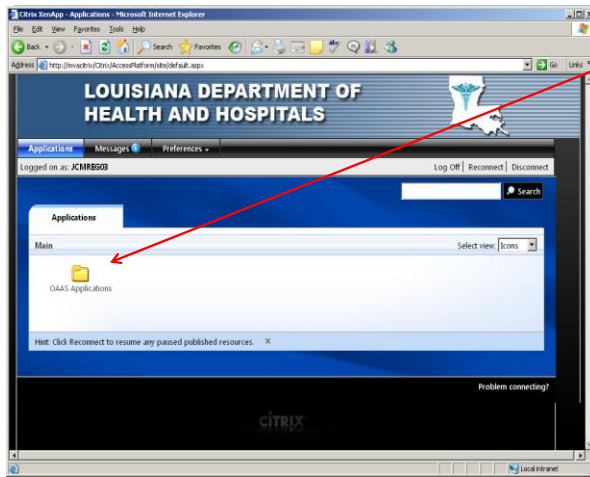 Citrix XenApp - Applications - Microsoft Internet Explorer
File Edit View Favorites Tools Help
Back Search Favorites
Address http://mvacitrix/Citrix/AccessPlatform/site/default.aspx Go Links »
LOUISIANA DEPARTMENT OF
HEALTH AND HOSPITALS
Applications Messages Preferences
Logged on as: JCMREG03 Log Off | Reconnect | Disconnect
Search
Applications
Main Select view: Icons
OAAS Applications
Hint: Click Reconnect to resume any paused published resources. X
Problem connecting?
CITRIX
Local intranet